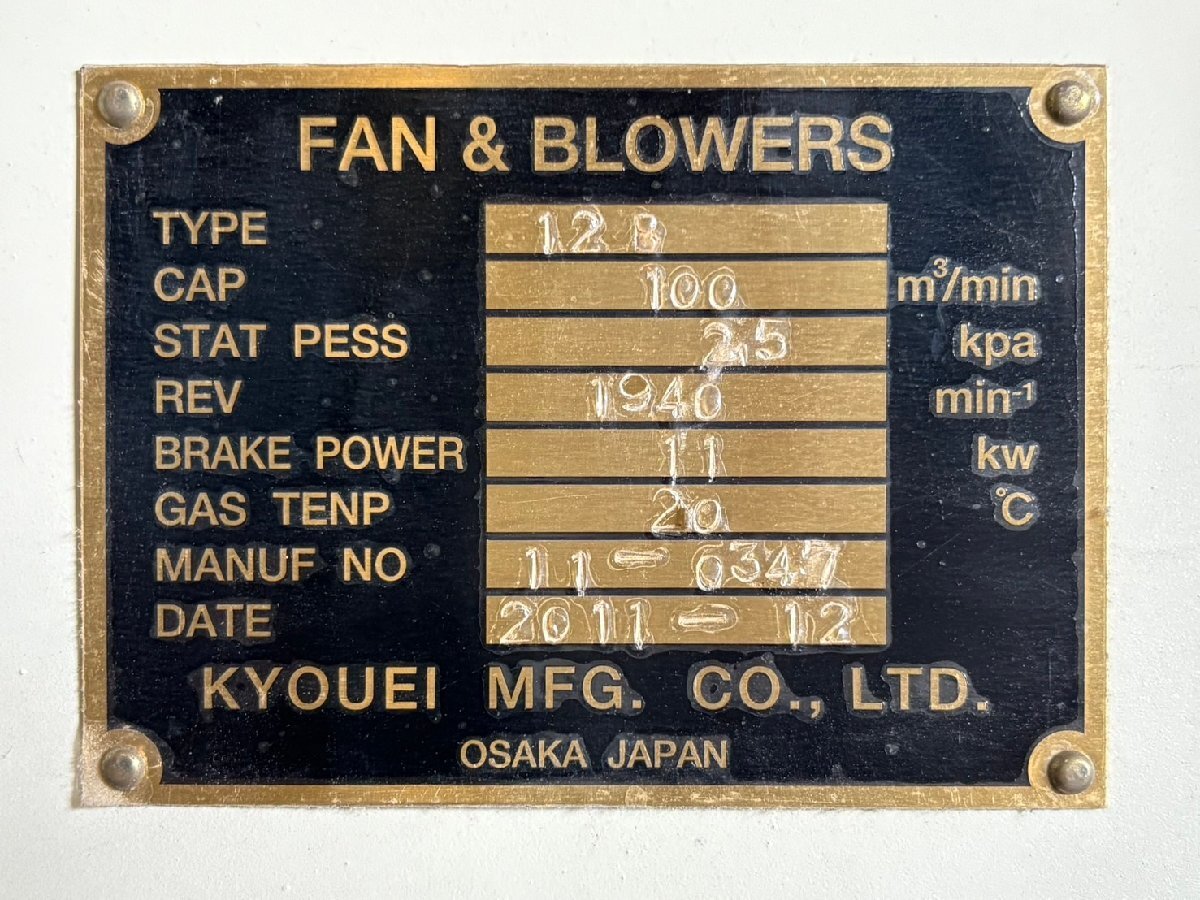 FAN & BLOWERS
TYPE 12 B
CAP 100 m³/min
STAT PESS 2.5 kpa
REV 1940 min⁻¹
BRAKE POWER 11 kw
GAS TENP 20 ℃
MANUF NO 11-6347
DATE 2011-12
KYOUEI MFG. CO., LTD.
OSAKA JAPAN